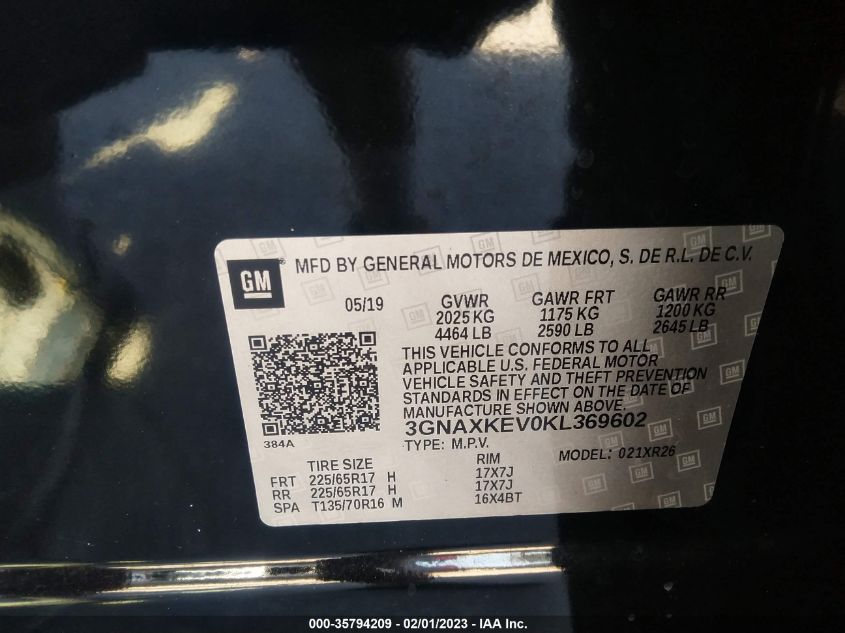 GM
MFD BY GENERAL MOTORS DE MEXICO, S. DE R.L. DE C.V.
05/19 GVWR GAWR FRT GAWR RR
2025 KG 1175 KG 1200 KG
4464 LB 2590 LB 2645 LB
THIS VEHICLE CONFORMS TO ALL
APPLICABLE U.S. FEDERAL MOTOR
VEHICLE SAFETY AND THEFT PREVENTION
STANDARDS IN EFFECT ON THE DATE OF
MANUFACTURE SHOWN ABOVE.
3GNAXKEV0KL369602
384A
TYPE: M.P.V. MODEL: 021XR26
TIRE SIZE RIM
FRT 225/65R17 H 17X7J
RR 225/65R17 H 17X7J
SPA T135/70R16 M 16X4BT
000-35794209 - 02/01/2023 - IAA Inc.